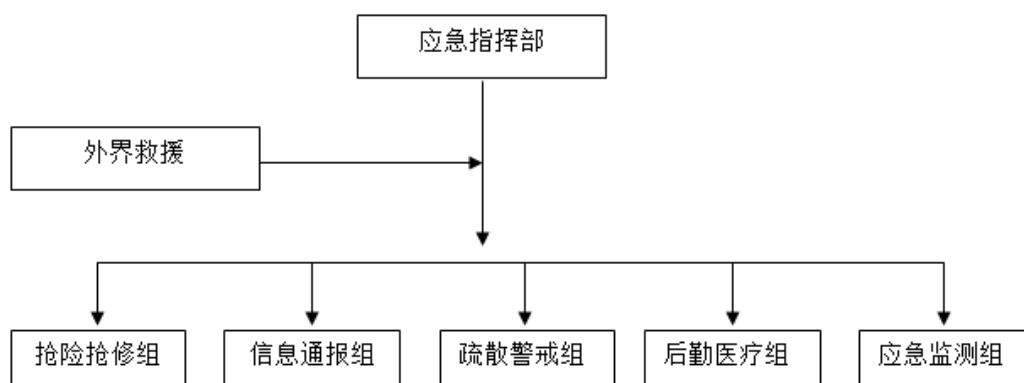 应急指挥部
外界救援
抢险抢修组
信息通报组
疏散警戒组
后勤医疗组
应急监测组